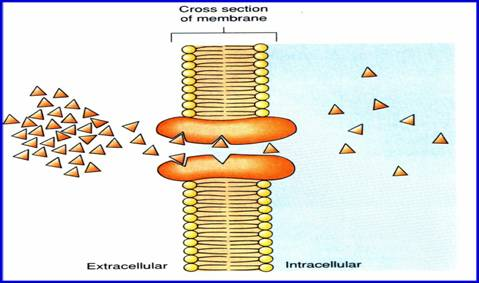 Cross section
of membrane
Extracellular
Intracellular